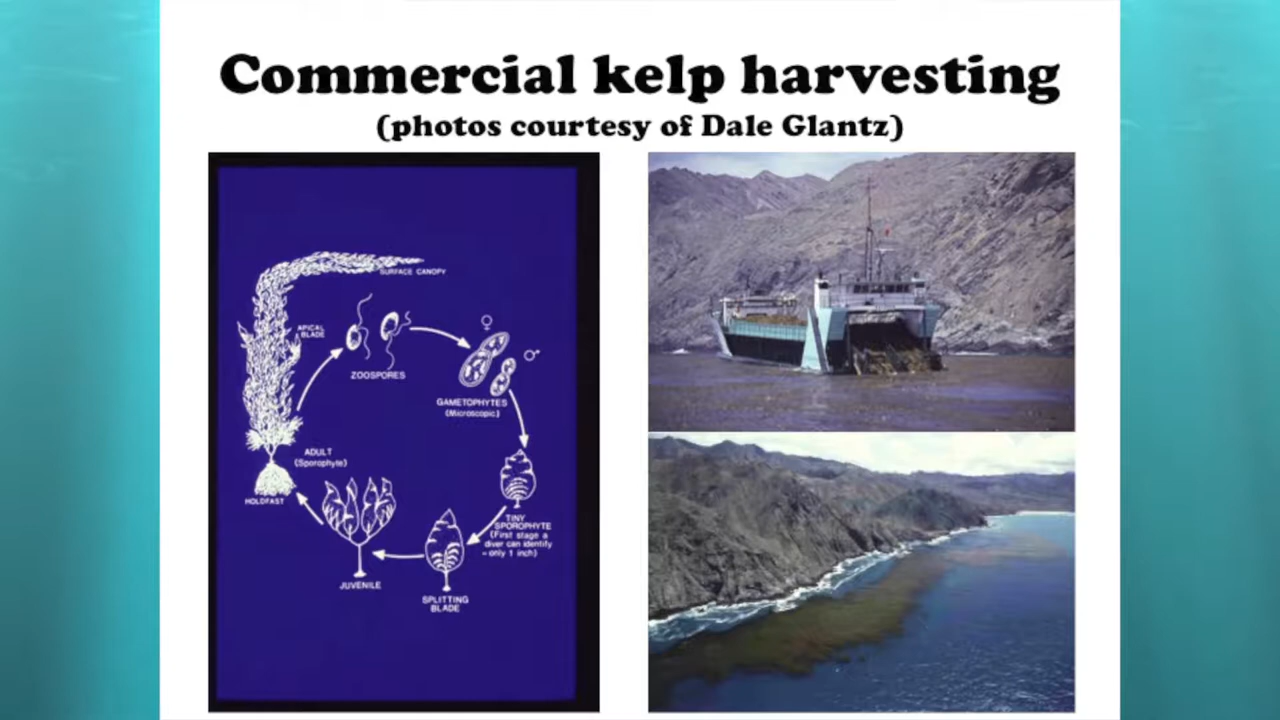 Commercial kelp harvesting
(photos courtesy of Dale Glantz)
SURFACE CANOPY
APICAL
BLADE
ZOOSPORES
♀
♂
GAMETOPHYTES
(Microscopic)
ADULT
(Sporophyte)
HOLDFAST
TINY
SPOROPHYTE
(First stage a
diver can identify
- only 1 inch)
JUVENILE
SPLITTING
BLADE